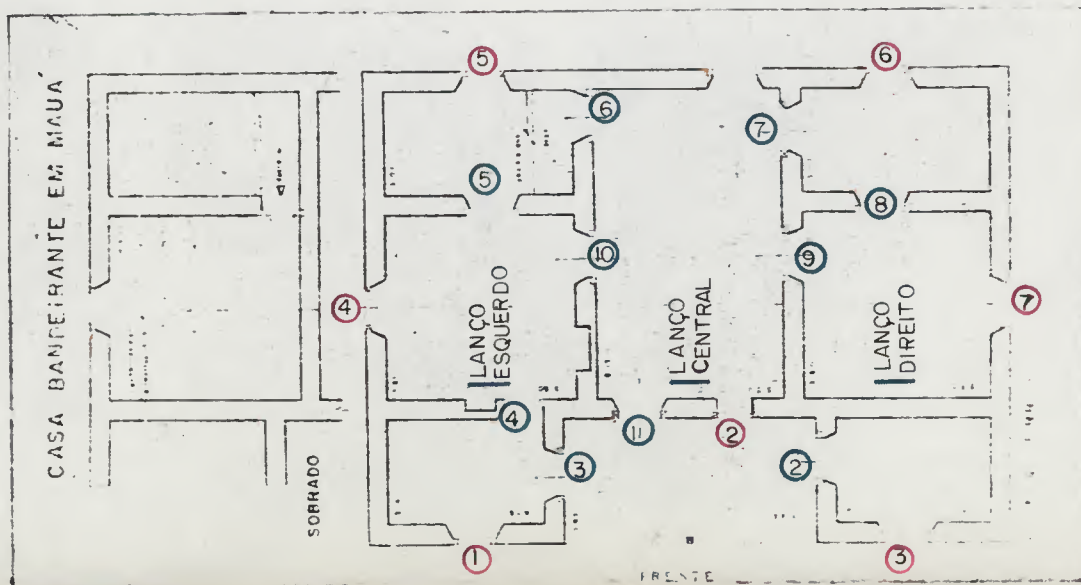 CASA BANDEIRANTE EM MAUÁ
SOBRADO
5
6
6
7
5
8
10
9
4
7
LANÇO
ESQUERDO
LANÇO
CENTRAL
LANÇO
DIREITO
4
11
2
3
2
1
3
FRENTE